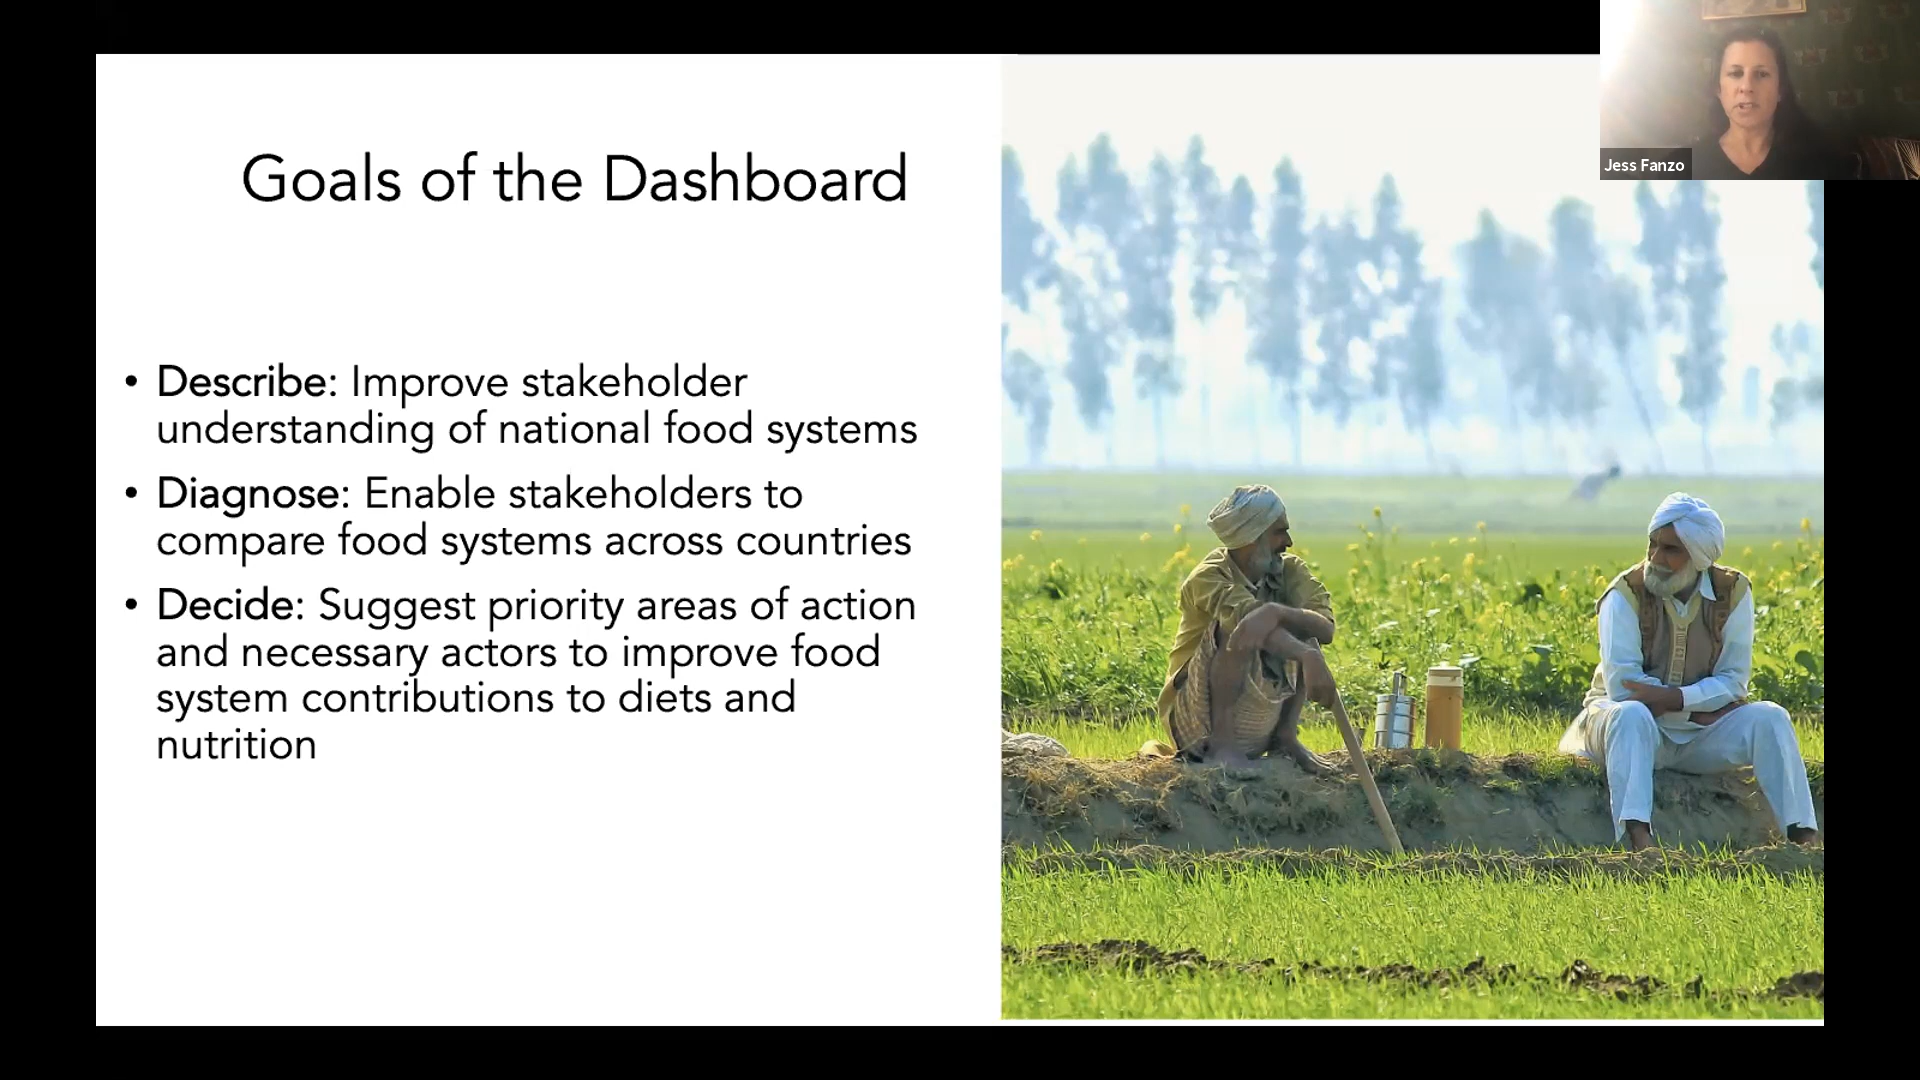 Jess Fanzo
Goals of the Dashboard
• Describe: Improve stakeholder
understanding of national food systems
• Diagnose: Enable stakeholders to
compare food systems across countries
• Decide: Suggest priority areas of action
and necessary actors to improve food
system contributions to diets and
nutrition